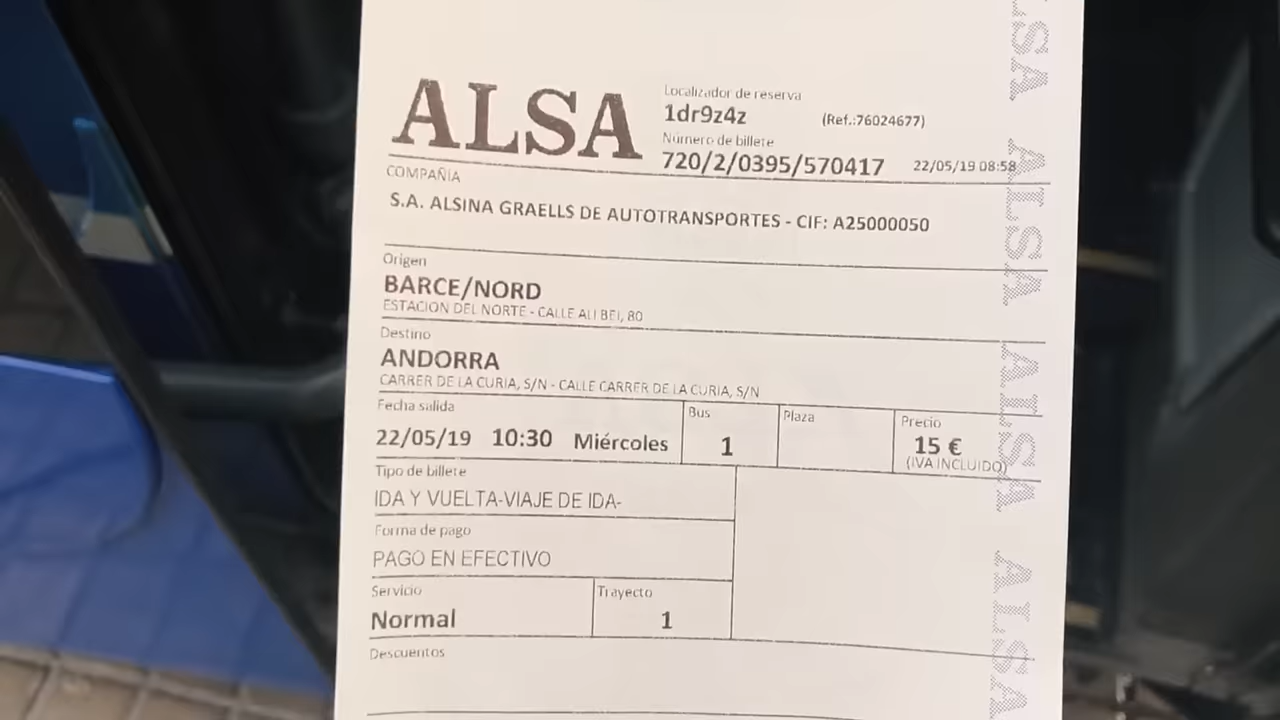 ALSA
Localizador de reserva
1dr9z4z (Ref.:76024677)
Número de billete
720/2/0395/570417 22/05/19 08:58
COMPAÑIA
S.A. ALSINA GRAELLS DE AUTOTRANSPORTES - CIF: A25000050
Origen
BARCE/NORD
ESTACION DEL NORTE - CALLE ALI BEI, 80
Destino
ANDORRA
CARRER DE LA CURIA, S/N - CALLE CARRER DE LA CURIA, S/N
Fecha salida Bus Plaza Precio
22/05/19 10:30 Miércoles 1 15 €
(IVA INCLUIDO)
Tipo de billete
IDA Y VUELTA-VIAJE DE IDA-
Forma de pago
PAGO EN EFECTIVO
Servicio Trayecto
Normal 1
Descuentos
LSA ALSA ALSA ALSA